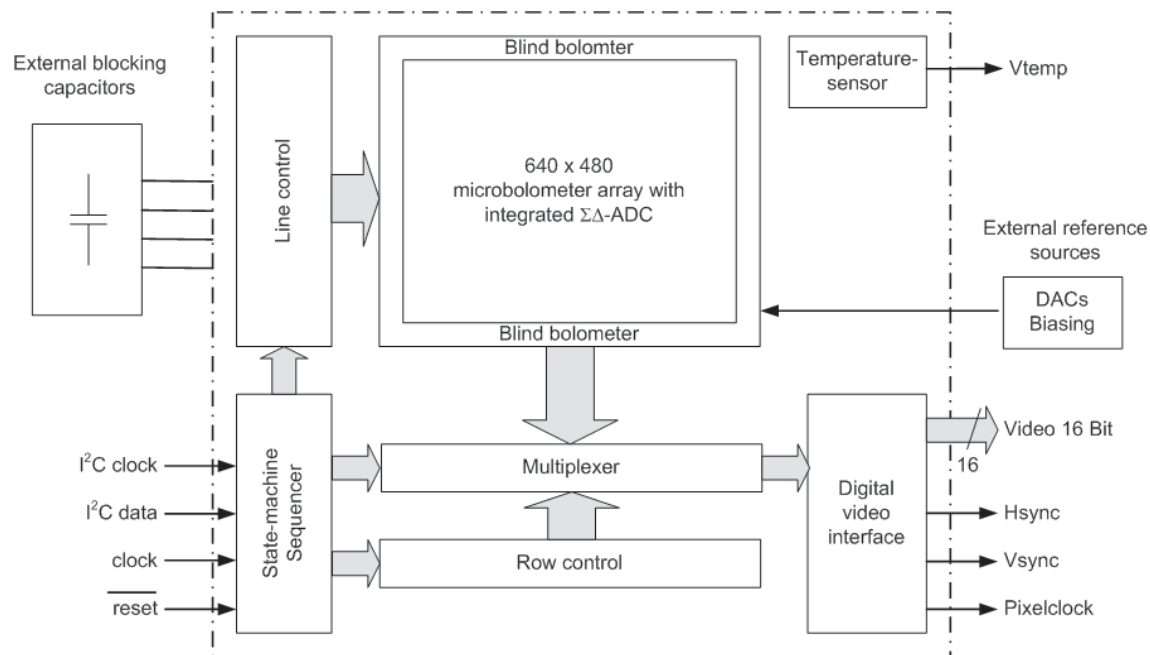 External blocking
capacitors
Line control
Blind bolomter
640 x 480
microbolometer array with
integrated ΣΔ-ADC
Blind bolometer
Temperature-
sensor
Vtemp
External reference
sources
DACs
Biasing
I²C clock
I²C data
clock
reset
State-machine
Sequencer
Multiplexer
Row control
Digital
video
interface
Video 16 Bit
16
Hsync
Vsync
Pixelclock